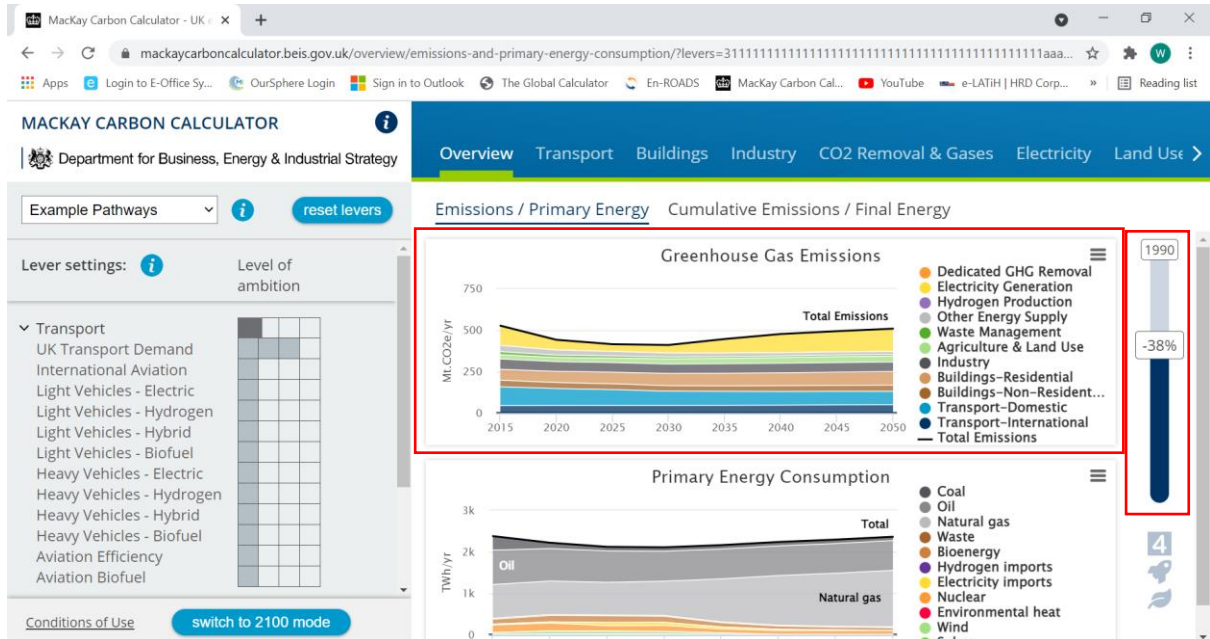 MacKay Carbon Calculator - UK e
mackaycarboncalculator.beis.gov.uk/overview/emissions-and-primary-energy-consumption/?levers=
Apps Login to E-Office Sy... OurSphere Login Sign in to Outlook The Global Calculator En-ROADS MacKay Carbon Cal... YouTube e-LATiH | HRD Corp... » Reading list
W
MACKAY CARBON CALCULATOR
Department for Business, Energy & Industrial Strategy
Overview Transport Buildings Industry CO2 Removal & Gases Electricity Land Use
Example Pathways
reset levers
Emissions / Primary Energy Cumulative Emissions / Final Energy
Lever settings:
Level of
ambition
Transport
UK Transport Demand
International Aviation
Light Vehicles - Electric
Light Vehicles - Hydrogen
Light Vehicles - Hybrid
Light Vehicles - Biofuel
Heavy Vehicles - Electric
Heavy Vehicles - Hydrogen
Heavy Vehicles - Hybrid
Heavy Vehicles - Biofuel
Aviation Efficiency
Aviation Biofuel
Conditions of Use
switch to 2100 mode
Greenhouse Gas Emissions
Mt.CO2e/yr
750
500
250
0
Total Emissions
2015 2020 2025 2030 2035 2040 2045 2050
Dedicated GHG Removal
Electricity Generation
Hydrogen Production
Other Energy Supply
Waste Management
Agriculture & Land Use
Industry
Buildings-Residential
Buildings-Non-Resident...
Transport-Domestic
Transport-International
Total Emissions
1990
-38%
Primary Energy Consumption
TWh/yr
3k
2k
1k
0
Total
Oil
Natural gas
Coal
Oil
Natural gas
Waste
Bioenergy
Hydrogen imports
Electricity imports
Nuclear
Environmental heat
Wind
4